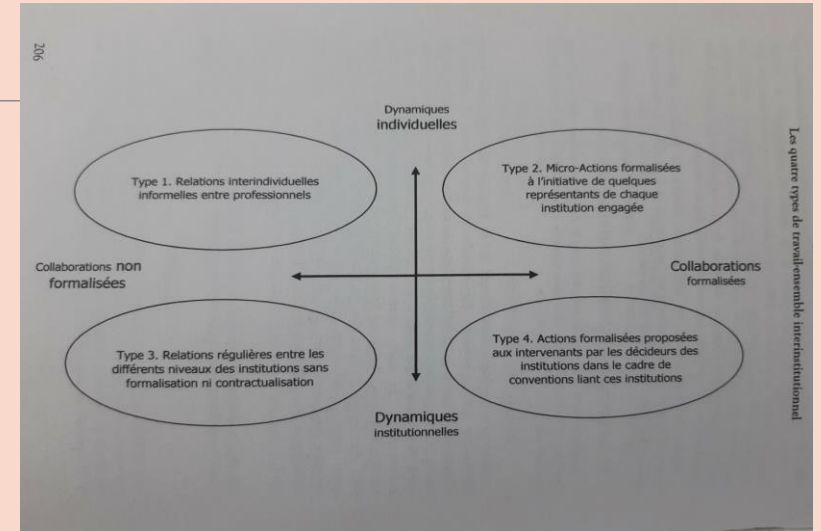 206
Les quatre types de travail-ensemble interinstitutionnel
Dynamiques
individuelles
Type 1. Relations interindividuelles
informelles entre professionnels
Type 2. Micro-Actions formalisées
à l'initiative de quelques
représentants de chaque
institution engagée
Collaborations non
formalisées
Collaborations
formalisées
Type 3. Relations régulières entre les
différents niveaux des institutions sans
formalisation ni contractualisation
Type 4. Actions formalisées proposées
aux intervenants par les décideurs des
institutions dans le cadre de
conventions liant ces institutions
Dynamiques
institutionnelles